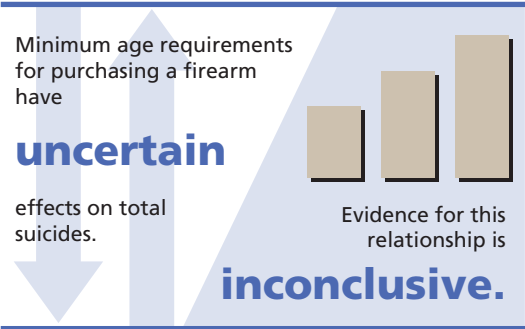 Minimum age requirements
for purchasing a firearm
have
uncertain
effects on total
suicides.
Evidence for this
relationship is
inconclusive.